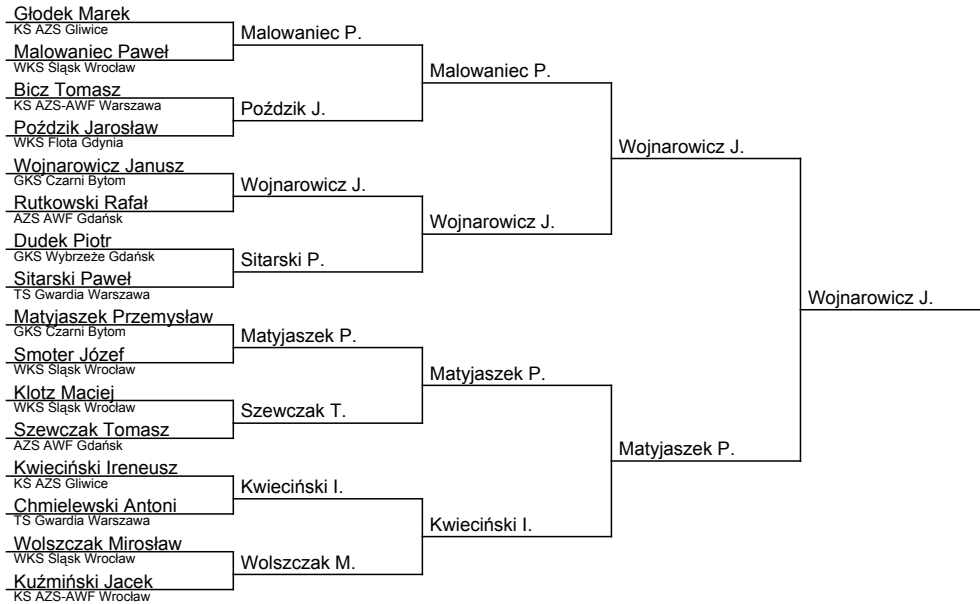 Głodek Marek
KS AZS Gliwice
Malowaniec Paweł
WKS Śląsk Wrocław
Bicz Tomasz
KS AZS-AWF Warszawa
Poździk Jarosław
WKS Flota Gdynia
Wojnarowicz Janusz
GKS Czarni Bytom
Rutkowski Rafał
AZS AWF Gdańsk
Dudek Piotr
GKS Wybrzeże Gdańsk
Sitarski Paweł
TS Gwardia Warszawa
Matyjaszek Przemysław
GKS Czarni Bytom
Smoter Józef
WKS Śląsk Wrocław
Klotz Maciej
WKS Śląsk Wrocław
Szewczak Tomasz
AZS AWF Gdańsk
Kwieciński Ireneusz
KS AZS Gliwice
Chmielewski Antoni
TS Gwardia Warszawa
Wolszczak Mirosław
WKS Śląsk Wrocław
Kuźmiński Jacek
KS AZS-AWF Wrocław
Malowaniec P.
Poździk J.
Wojnarowicz J.
Sitarski P.
Matyjaszek P.
Szewczak T.
Kwieciński I.
Wolszczak M.
Malowaniec P.
Wojnarowicz J.
Matyjaszek P.
Kwieciński I.
Wojnarowicz J.
Matyjaszek P.
Wojnarowicz J.